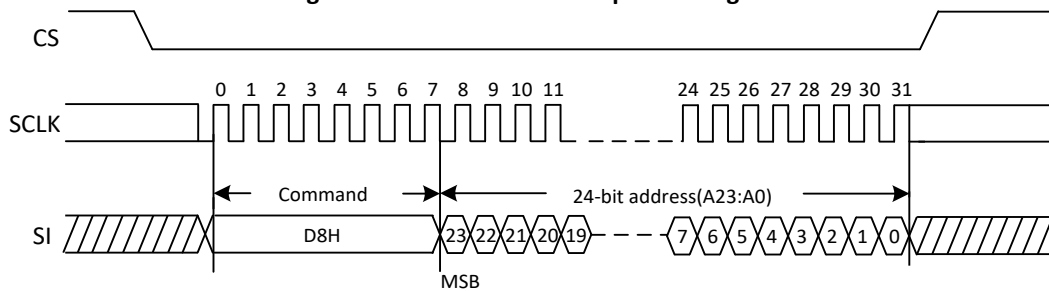 CS
0 1 2 3 4 5 6 7 8 9 10 11 24 25 26 27 28 29 30 31
SCLK
Command 24-bit address(A23:A0)
SI D8H 23 22 21 20 19 7 6 5 4 3 2 1 0
MSB